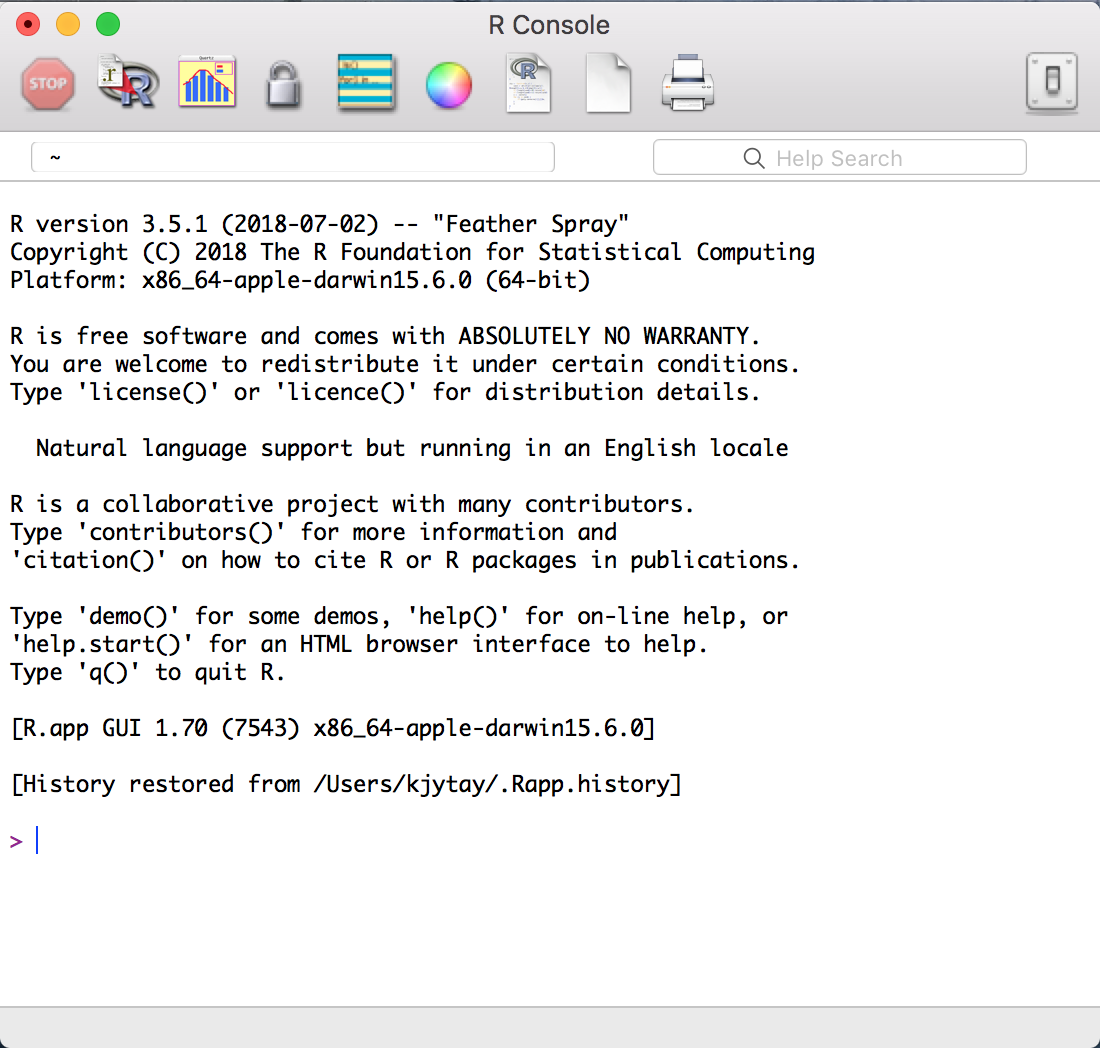 R Console
STOP
~
Help Search
R version 3.5.1 (2018-07-02) -- "Feather Spray"
Copyright (C) 2018 The R Foundation for Statistical Computing
Platform: x86_64-apple-darwin15.6.0 (64-bit)
R is free software and comes with ABSOLUTELY NO WARRANTY.
You are welcome to redistribute it under certain conditions.
Type 'license()' or 'licence()' for distribution details.
Natural language support but running in an English locale
R is a collaborative project with many contributors.
Type 'contributors()' for more information and
'citation()' on how to cite R or R packages in publications.
Type 'demo()' for some demos, 'help()' for on-line help, or
'help.start()' for an HTML browser interface to help.
Type 'q()' to quit R.
[R.app GUI 1.70 (7543) x86_64-apple-darwin15.6.0]
[History restored from /Users/kjytay/.Rapp.history]
>